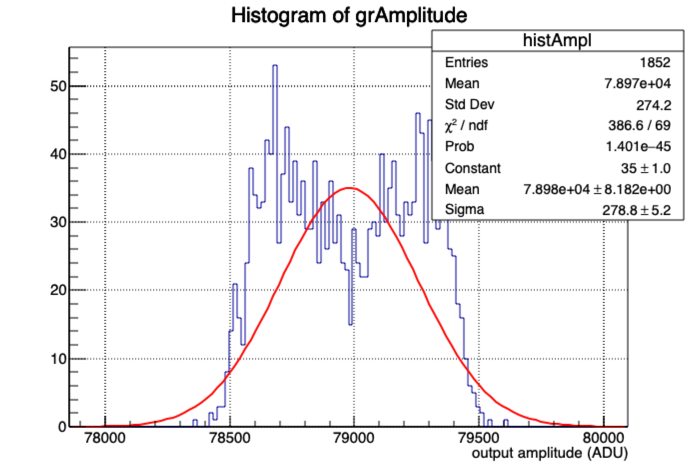 Histogram of grAmplitude
histAmpl
Entries 1852
Mean 7.897e+04
Std Dev 274.2
χ² / ndf 386.6 / 69
Prob 1.401e−45
Constant 35 ± 1.0
Mean 7.898e+04 ± 8.182e+00
Sigma 278.8 ± 5.2
50
40
30
20
10
0
78000 78500 79000 79500 80000
output amplitude (ADU)